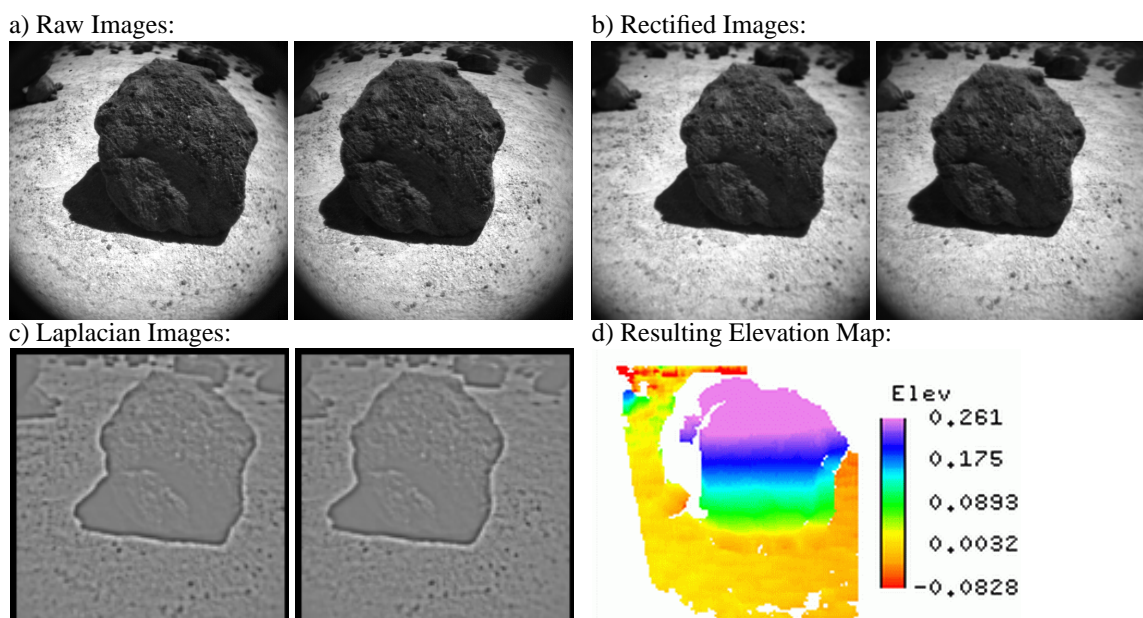 a) Raw Images:
b) Rectified Images:
c) Laplacian Images:
d) Resulting Elevation Map:
Elev
0.261
0.175
0.0893
0.0032
-0.0828